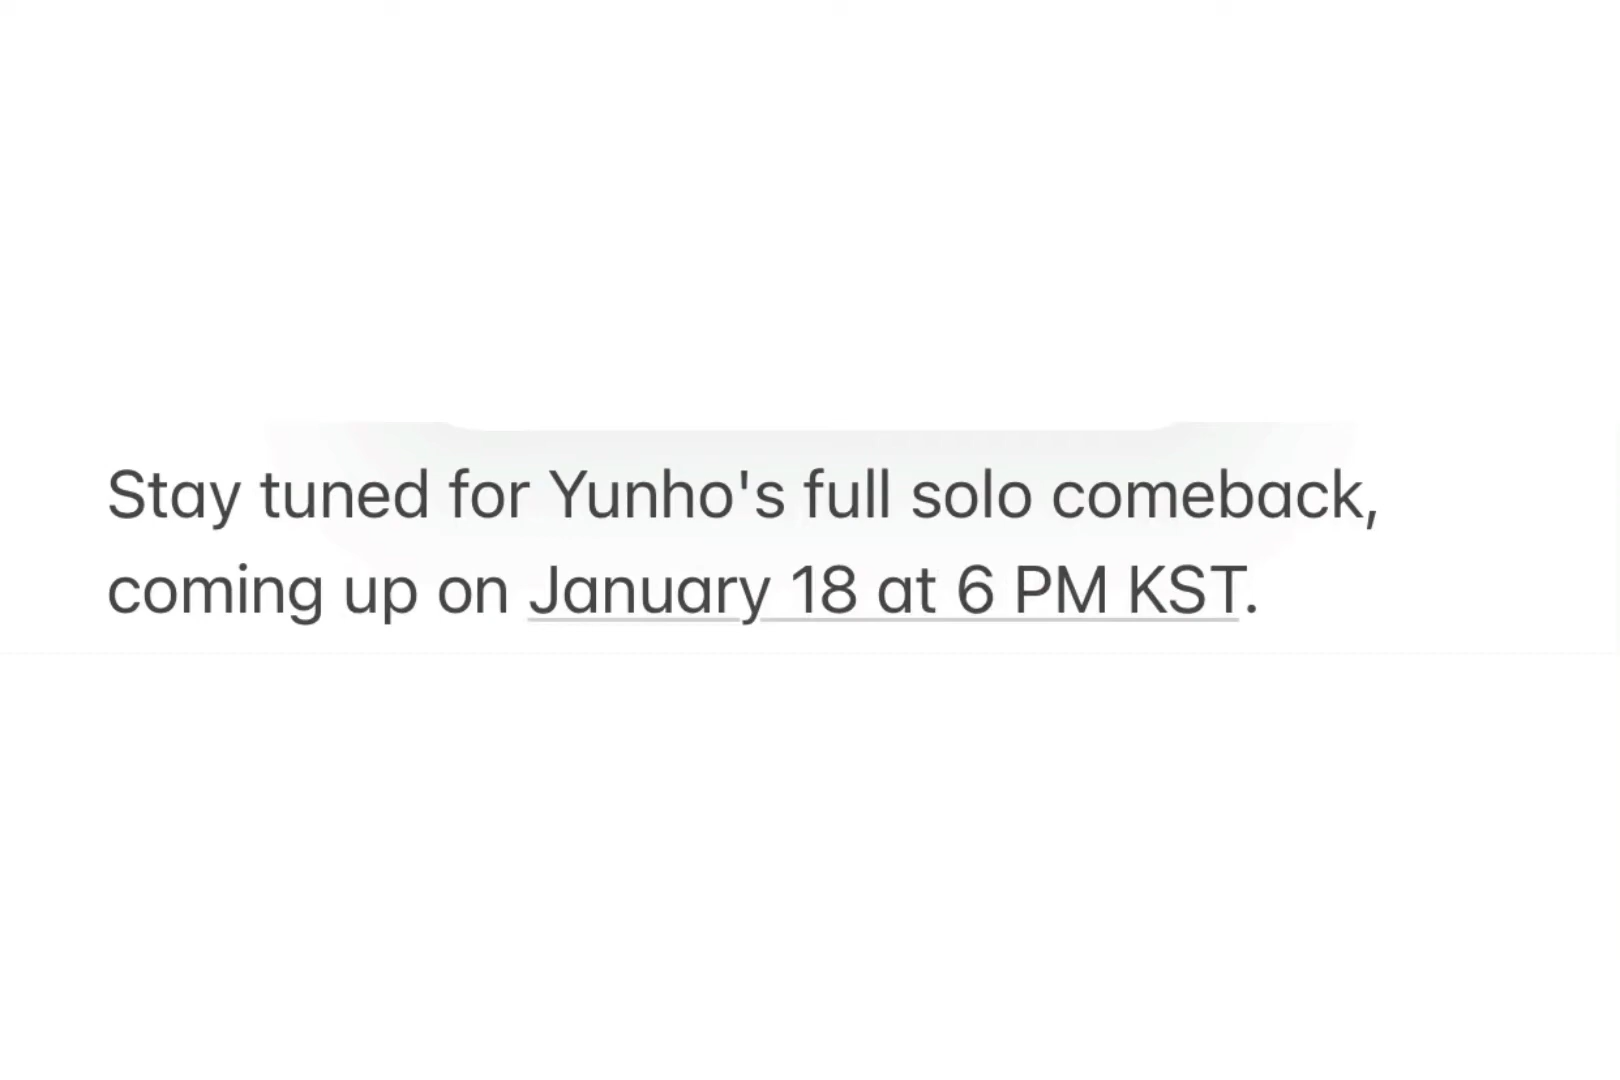 Stay tuned for Yunho's full solo comeback,
coming up on January 18 at 6 PM KST.